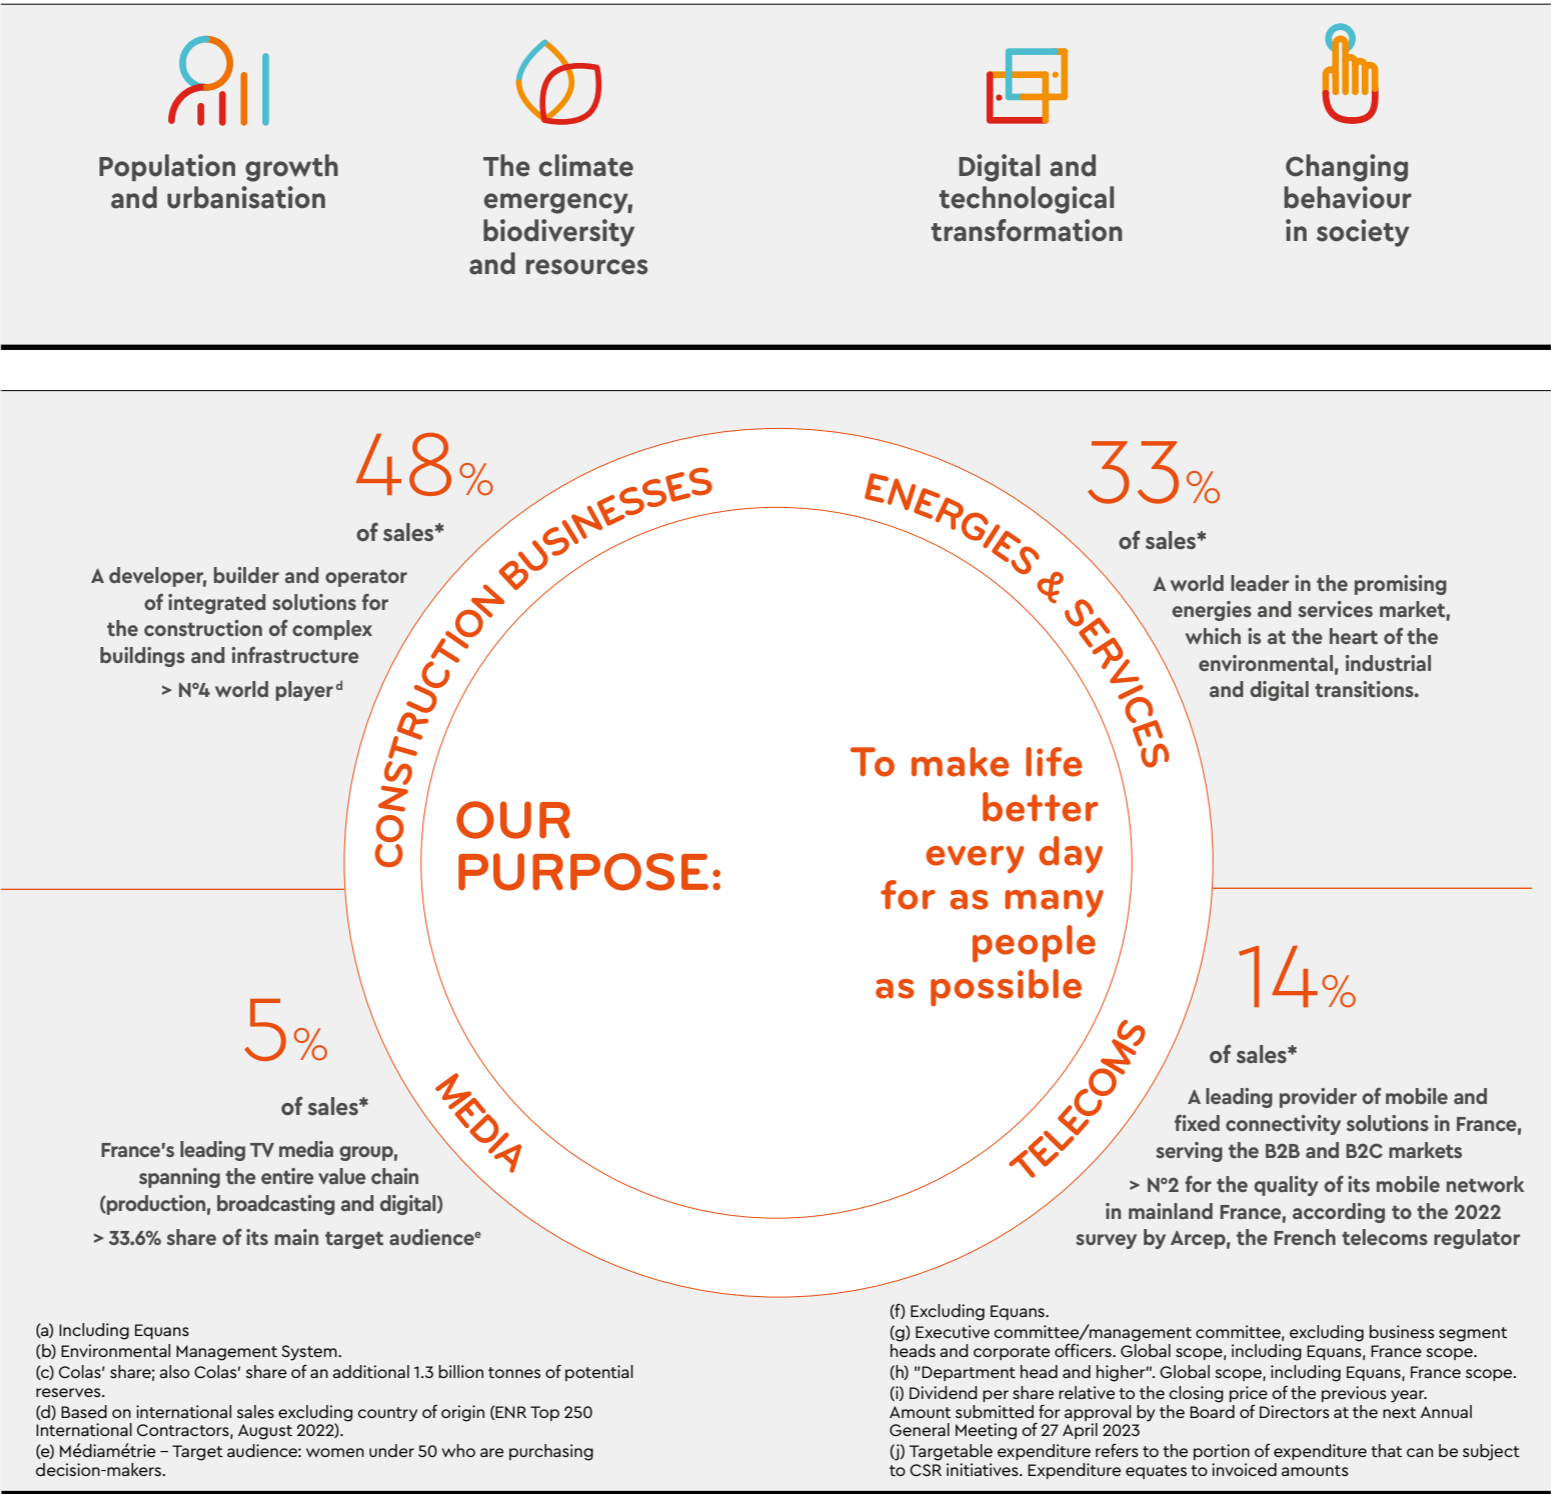 Population growth
and urbanisation
The climate
emergency,
biodiversity
and resources
Digital and
technological
transformation
Changing
behaviour
in society
48%
of sales*
A developer, builder and operator
of integrated solutions for
the construction of complex
buildings and infrastructure
> N°4 world player d
CONSTRUCTION BUSINESSES
ENERGIES & SERVICES
33%
of sales*
A world leader in the promising
energies and services market,
which is at the heart of the
environmental, industrial
and digital transitions.
OUR
PURPOSE:
To make life
better
every day
for as many
people
as possible
5%
of sales*
France's leading TV media group,
spanning the entire value chain
(production, broadcasting and digital)
> 33.6% share of its main target audience e
MEDIA
TELECOMS
14%
of sales*
A leading provider of mobile and
fixed connectivity solutions in France,
serving the B2B and B2C markets
> N°2 for the quality of its mobile network
in mainland France, according to the 2022
survey by Arcep, the French telecoms regulator
(a) Including Equans
(b) Environmental Management System.
(c) Colas' share; also Colas' share of an additional 1.3 billion tonnes of potential
reserves.
(d) Based on international sales excluding country of origin (ENR Top 250
International Contractors, August 2022).
(e) Médiamétrie – Target audience: women under 50 who are purchasing
decision-makers.
(f) Excluding Equans.
(g) Executive committee/management committee, excluding business segment
heads and corporate officers. Global scope, including Equans, France scope.
(h) "Department head and higher". Global scope, including Equans, France scope.
(i) Dividend per share relative to the closing price of the previous year.
Amount submitted for approval by the Board of Directors at the next Annual
General Meeting of 27 April 2023
(j) Targetable expenditure refers to the portion of expenditure that can be subject
to CSR initiatives. Expenditure equates to invoiced amounts